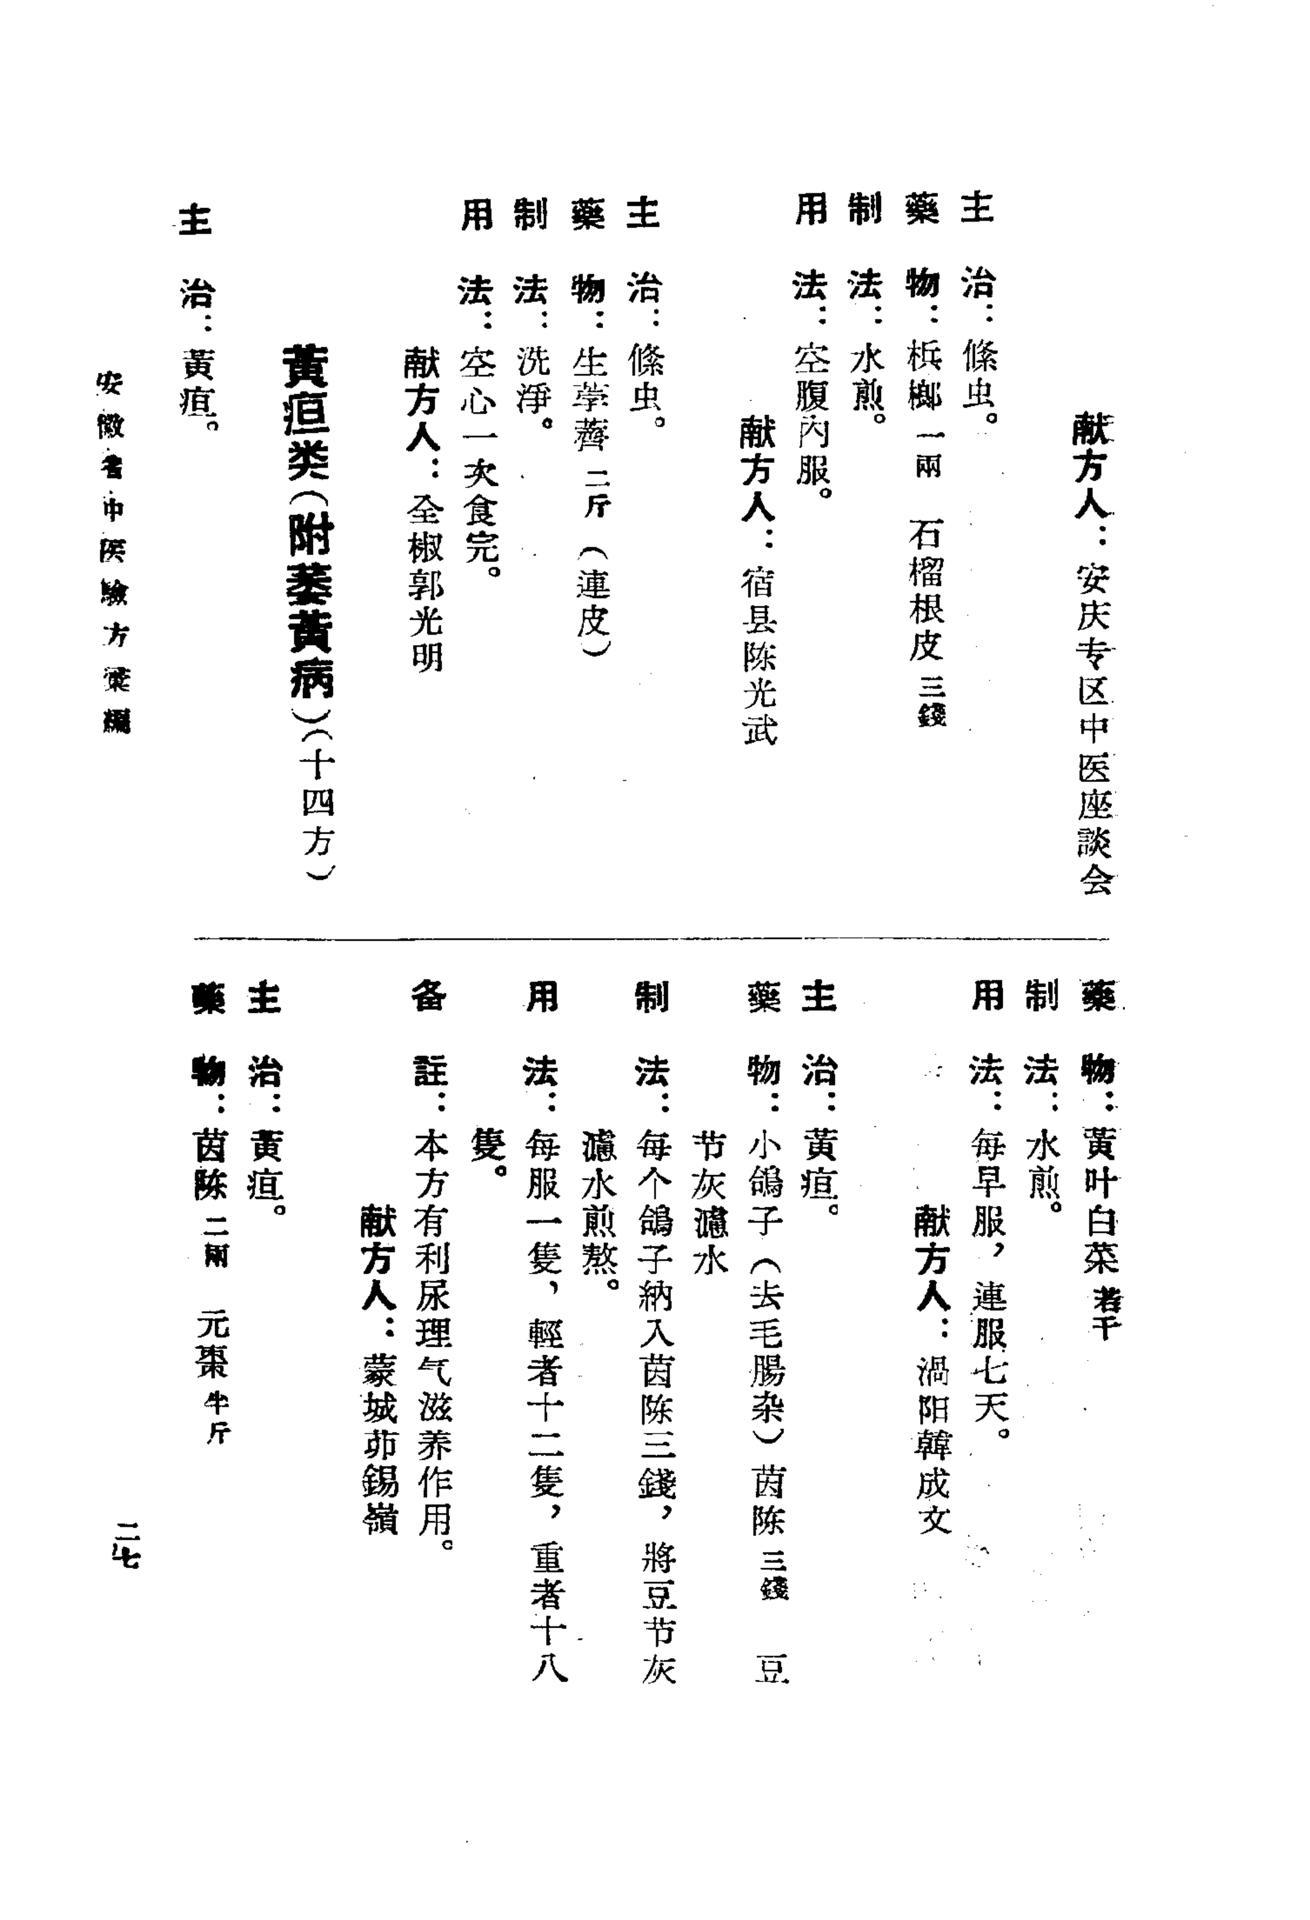 献方人：安庆专区中医座談会
主　治：絛虫。
藥　物：梹榔一兩　石榴根皮三錢
制　法：水煎。
用　法：空腹內服。
献方人：宿县陈光武
主　治：絛虫。
藥　物：生荸薺二斤（連皮）
制　法：洗淨。
用　法：空心一次食完。
献方人：全椒郭光明
黃疸类（附萎黃病）（十四方）
主　治：黃疸。
藥　物：黃叶白菜若干
制　法：水煎。
用　法：每早服，連服七天。
献方人：渦阳韓成文
主　治：黃疸。
藥　物：小鴿子（去毛腸杂）茵陈三錢　豆
节灰濾水
制　法：每个鴿子納入茵陈三錢，將豆节灰
濾水煎熬。
用　法：每服一隻，輕者十二隻，重者十八
隻。
备　註：本方有利尿理气滋养作用。
献方人：蒙城茆錫嶺
主　治：黃疸。
藥　物：茵陈二兩　元棗半斤
安徽省中医驗方彙編
二七